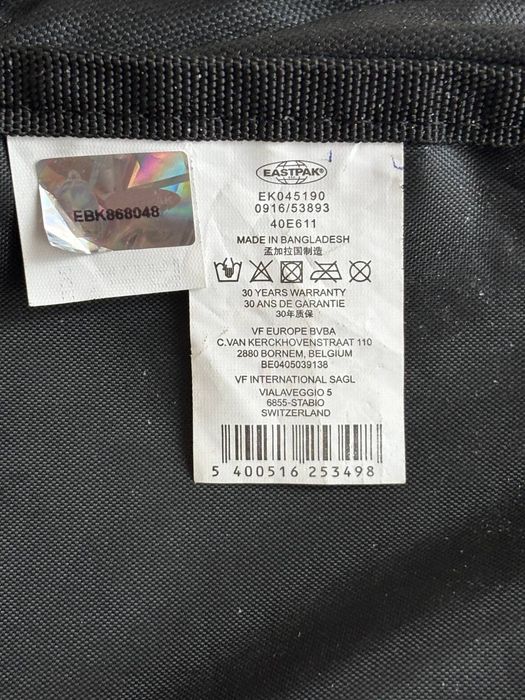 EBK868048
EASTPAK®
EK045190
0916/53893
40E611
MADE IN BANGLADESH
孟加拉国制造
30 YEARS WARRANTY
30 ANS DE GARANTIE
30年质保
VF EUROPE BVBA
C.VAN KERCKHOVENSTRAAT 110
2880 BORNEM, BELGIUM
BE0405039138
VF INTERNATIONAL SAGL
VIALAVEGGIO 5
6855-STABIO
SWITZERLAND
5 400516 253498